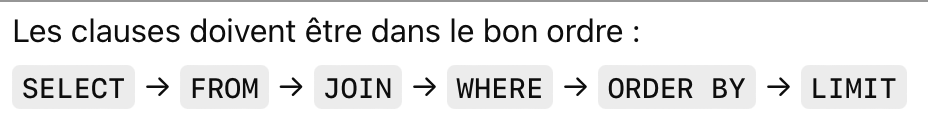 Les clauses doivent être dans le bon ordre :
SELECT → FROM → JOIN → WHERE → ORDER BY → LIMIT